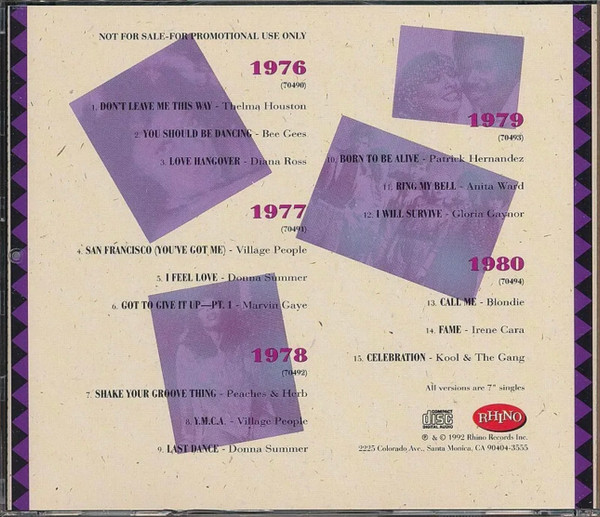 NOT FOR SALE-FOR PROMOTIONAL USE ONLY
1976
(70490)
1. DON'T LEAVE ME THIS WAY - Thelma Houston
2. YOU SHOULD BE DANCING - Bee Gees
3. LOVE HANGOVER - Diana Ross
1977
(70491)
4. SAN FRANCISCO (YOU'VE GOT ME) - Village People
5. I FEEL LOVE - Donna Summer
6. GOT TO GIVE IT UP—PT. 1 - Marvin Gaye
1978
(70492)
7. SHAKE YOUR GROOVE THING - Peaches & Herb
8. Y.M.C.A. - Village People
9. LAST DANCE - Donna Summer
1979
(70493)
10. BORN TO BE ALIVE - Patrick Hernandez
11. RING MY BELL - Anita Ward
12. I WILL SURVIVE - Gloria Gaynor
1980
(70494)
13. CALL ME - Blondie
14. FAME - Irene Cara
15. CELEBRATION - Kool & The Gang
All versions are 7" singles
COMPACT
disc
DIGITAL AUDIO
RHINO
℗ & © 1992 Rhino Records Inc.
2225 Colorado Ave., Santa Monica, CA 90404-3555